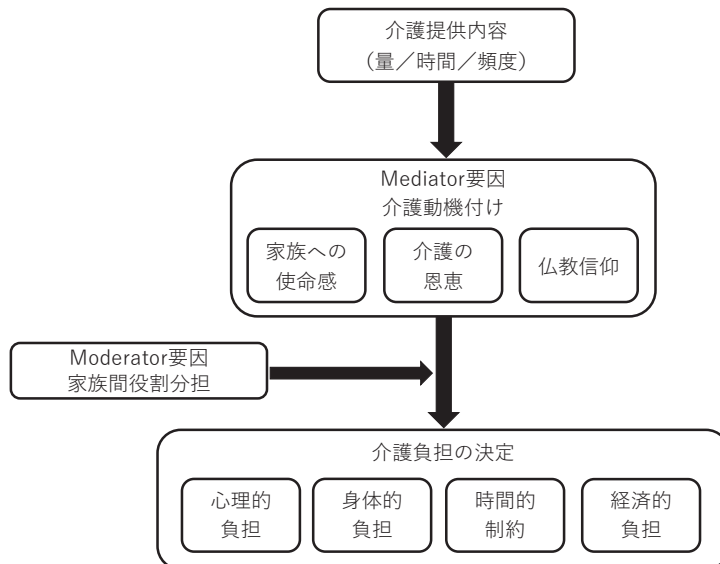 介護提供内容
（量／時間／頻度）
Mediator要因
介護動機付け
家族への
使命感
介護の
恩恵
仏教信仰
Moderator要因
家族間役割分担
介護負担の決定
心理的
負担
身体的
負担
時間的
制約
経済的
負担